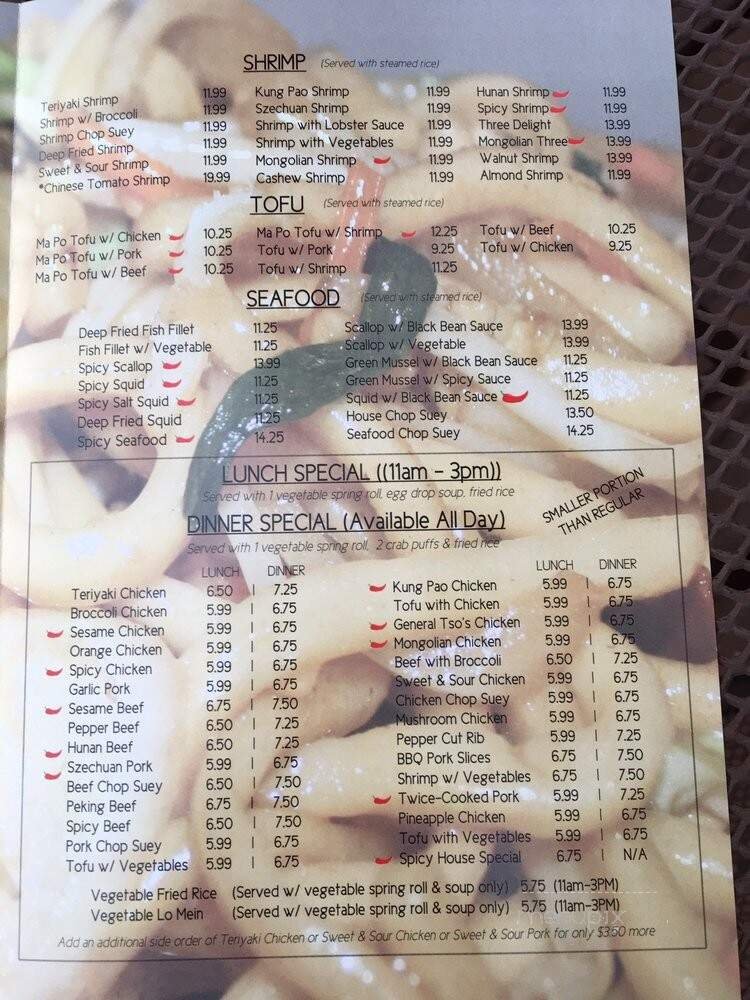 SHRIMP (Served with steamed rice)
Teriyaki Shrimp 11.99
Shrimp w/ Broccoli 11.99
Shrimp Chop Suey 11.99
Deep Fried Shrimp 11.99
Sweet & Sour Shrimp 11.99
*Chinese Tomato Shrimp 19.99
Kung Pao Shrimp 11.99
Szechuan Shrimp 11.99
Shrimp with Lobster Sauce 11.99
Shrimp with Vegetables 11.99
Mongolian Shrimp 11.99
Cashew Shrimp 11.99
Hunan Shrimp 11.99
Spicy Shrimp 11.99
Three Delight 13.99
Mongolian Three 13.99
Walnut Shrimp 13.99
Almond Shrimp 11.99
TOFU (Served with steamed rice)
Ma Po Tofu w/ Chicken 10.25
Ma Po Tofu w/ Pork 10.25
Ma Po Tofu w/ Beef 10.25
Ma Po Tofu w/ Shrimp 12.25
Tofu w/ Pork 9.25
Tofu w/ Shrimp 11.25
Tofu w/ Beef 10.25
Tofu w/ Chicken 9.25
SEAFOOD (Served with steamed rice)
Deep Fried Fish Fillet 11.25
Fish Fillet w/ Vegetable 11.25
Spicy Scallop 13.99
Spicy Squid 11.25
Spicy Salt Squid 11.25
Deep Fried Squid 11.25
Spicy Seafood 14.25
Scallop w/ Black Bean Sauce 13.99
Scallop w/ Vegetable 13.99
Green Mussel w/ Black Bean Sauce 11.25
Green Mussel w/ Spicy Sauce 11.25
Squid w/ Black Bean Sauce 11.25
House Chop Suey 13.50
Seafood Chop Suey 14.25
LUNCH SPECIAL ((11am - 3pm))
Served with 1 vegetable spring roll, egg drop soup, fried rice
DINNER SPECIAL (Available All Day)
Served with 1 vegetable spring roll, 2 crab puffs & fried rice
SMALLER PORTION
THAN REGULAR
LUNCH DINNER
Teriyaki Chicken 6.50 | 7.25
Broccoli Chicken 5.99 | 6.75
Sesame Chicken 5.99 | 6.75
Orange Chicken 5.99 | 6.75
Spicy Chicken 5.99 | 6.75
Garlic Pork 5.99 | 6.75
Sesame Beef 6.75 | 7.50
Pepper Beef 6.50 | 7.25
Hunan Beef 6.50 | 7.25
Szechuan Pork 5.99 | 6.75
Beef Chop Suey 6.50 | 7.50
Peking Beef 6.75 | 7.50
Spicy Beef 6.50 | 7.50
Pork Chop Suey 5.99 | 6.75
Tofu w/ Vegetables 5.99 | 6.75
LUNCH DINNER
Kung Pao Chicken 5.99 | 6.75
Tofu with Chicken 5.99 | 6.75
General Tso's Chicken 5.99 | 6.75
Mongolian Chicken 5.99 | 6.75
Beef with Broccoli 6.50 | 7.25
Sweet & Sour Chicken 5.99 | 6.75
Chicken Chop Suey 5.99 | 6.75
Mushroom Chicken 5.99 | 6.75
Pepper Cut Rib 5.99 | 7.25
BBQ Pork Slices 6.75 | 7.50
Shrimp w/ Vegetables 6.75 | 7.50
Twice-Cooked Pork 5.99 | 7.25
Pineapple Chicken 5.99 | 6.75
Tofu with Vegetables 5.99 | 6.75
Spicy House Special 6.75 | N/A
Vegetable Fried Rice (Served w/ vegetable spring roll & soup only) 5.75 (11am-3PM)
Vegetable Lo Mein (Served w/ vegetable spring roll & soup only) 5.75 (11am-3PM)
Add an additional side order of Teriyaki Chicken or Sweet & Sour Chicken or Sweet & Sour Pork for only $3.50 more